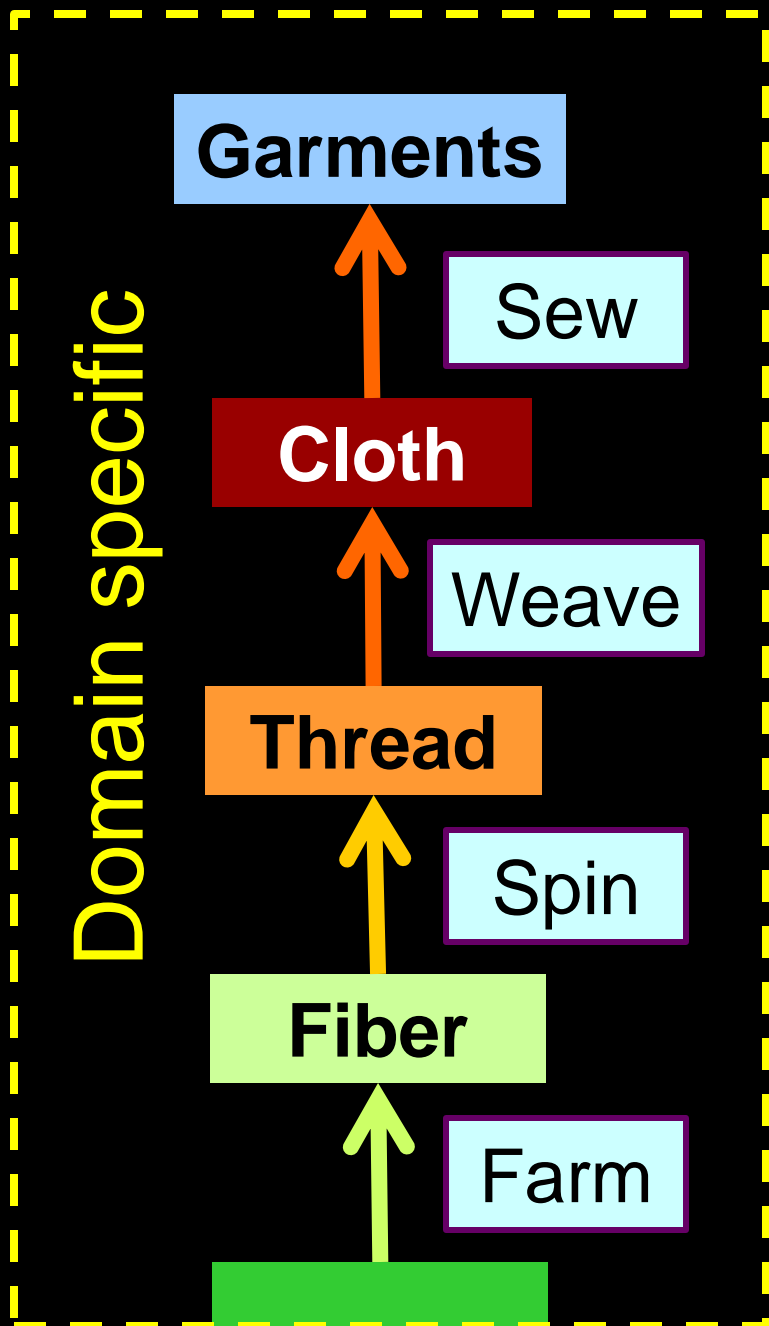 Garments
Sew
Domain specific
Cloth
Weave
Thread
Spin
Fiber
Farm